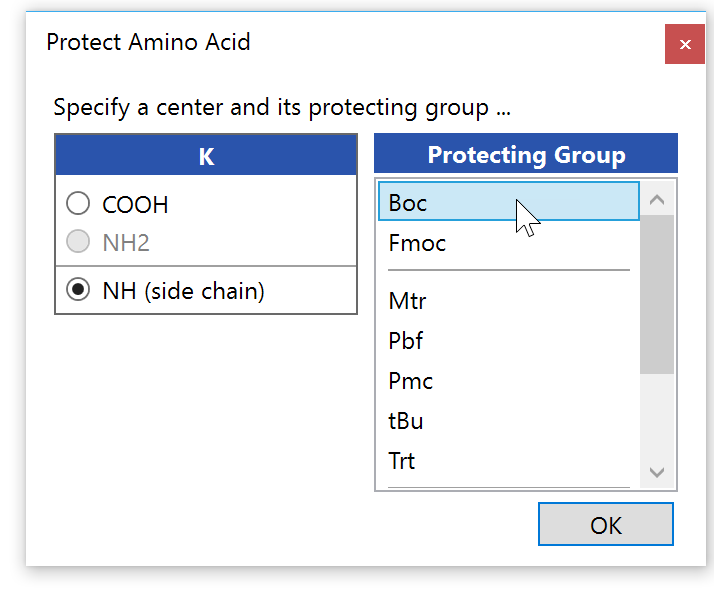 Protect Amino Acid
Specify a center and its protecting group ...
K
COOH
NH2
NH (side chain)
Protecting Group
Boc
Fmoc
Mtr
Pbf
Pmc
tBu
Trt
OK